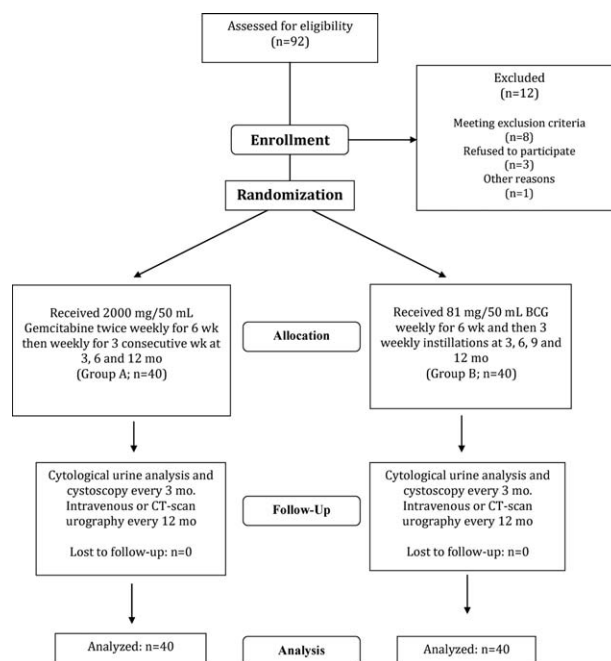 Assessed for eligibility
(n=92)
Excluded
(n=12)
Meeting exclusion criteria
(n=8)
Refused to participate
(n=3)
Other reasons
(n=1)
Enrollment
Randomization
Received 2000 mg/50 mL
Gemcitabine twice weekly for 6 wk
then weekly for 3 consecutive wk at
3, 6 and 12 mo
(Group A; n=40)
Allocation
Received 81 mg/50 mL BCG
weekly for 6 wk and then 3
weekly instillations at 3, 6, 9 and
12 mo
(Group B; n=40)
Cytological urine analysis and
cystoscopy every 3 mo.
Intravenous or CT-scan
urography every 12 mo
Lost to follow-up: n=0
Follow-Up
Cytological urine analysis and
cystoscopy every 3 mo.
Intravenous or CT-scan
urography every 12 mo
Lost to follow-up: n=0
Analyzed: n=40
Analysis
Analyzed: n=40